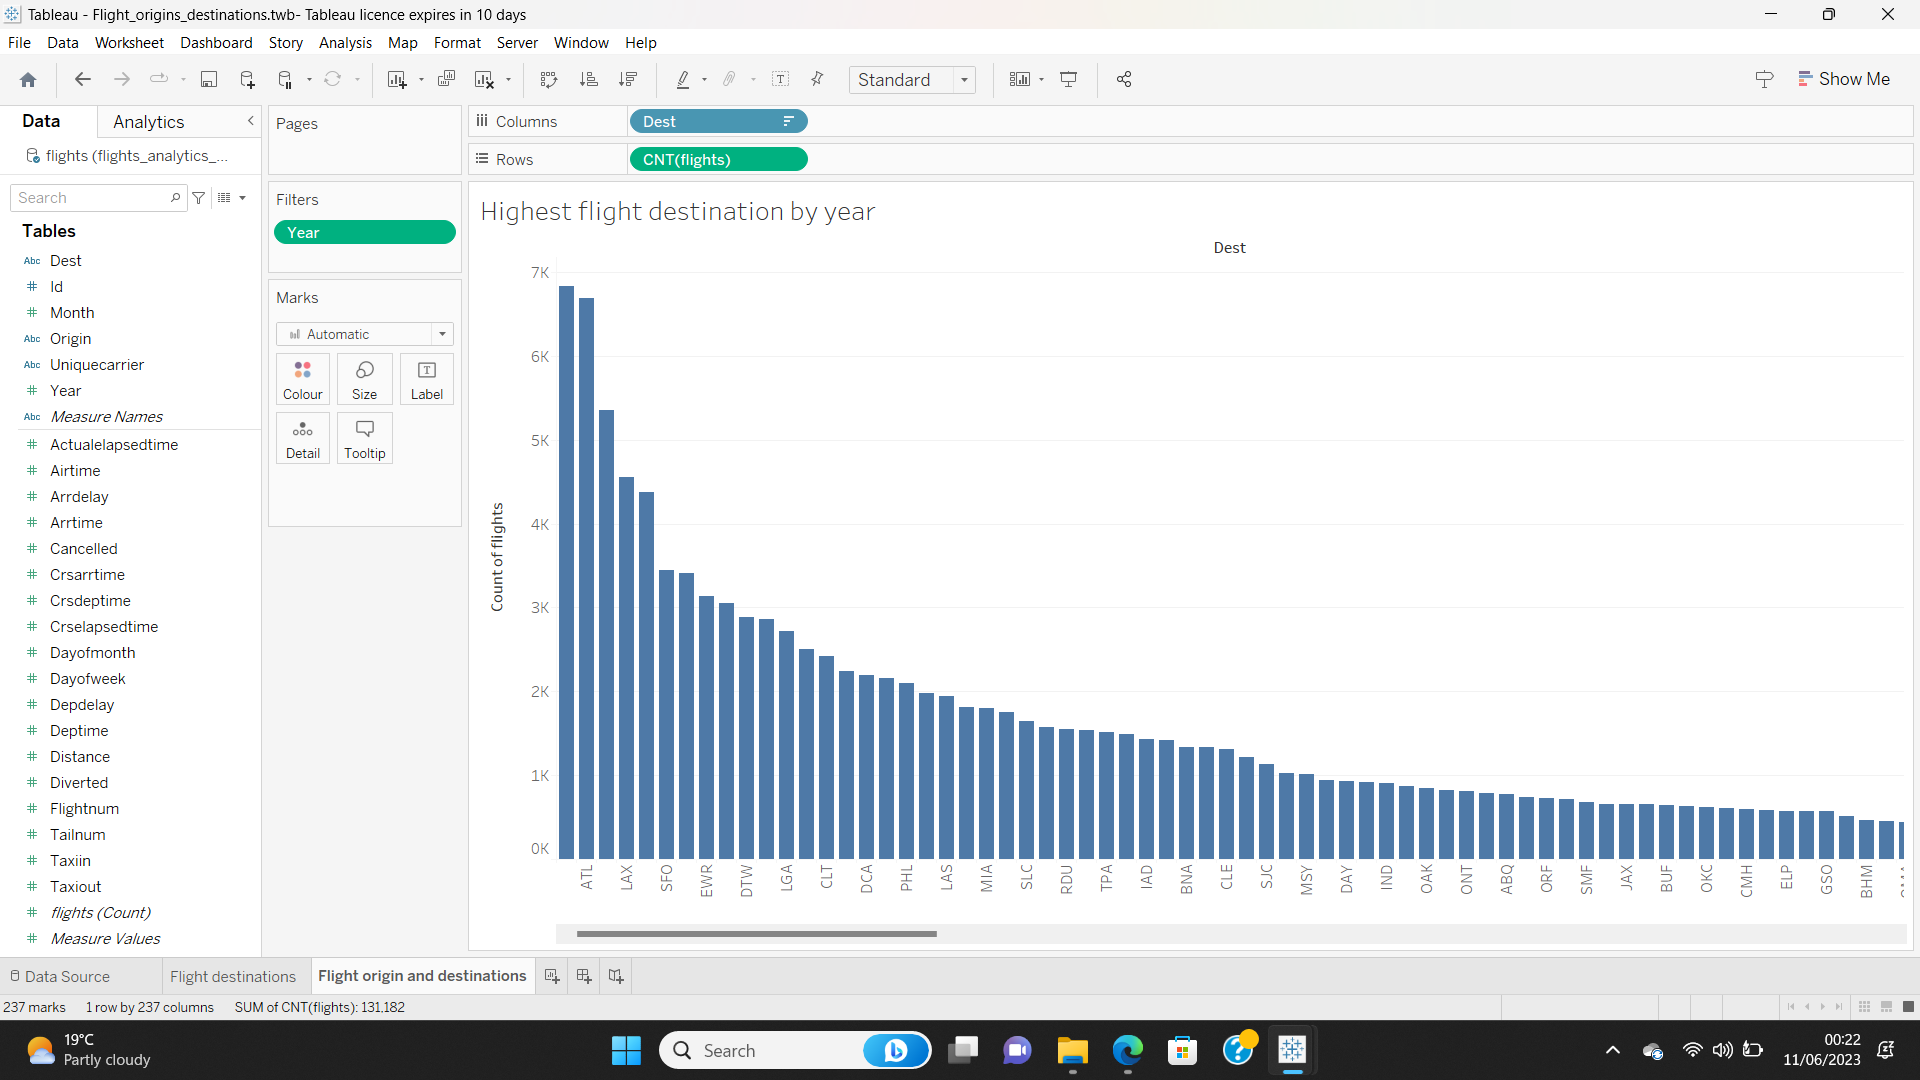 Tableau - Flight_origins_destinations.twb- Tableau licence expires in 10 days
File Data Worksheet Dashboard Story Analysis Map Format Server Window Help
Standard
Show Me
Data Analytics
flights (flights_analytics_...
Search
Tables
Abc Dest
Id
Month
Abc Origin
Abc Uniquecarrier
Year
Abc Measure Names
Actualelapsedtime
Airtime
Arrdelay
Arrtime
Cancelled
Crsarrtime
Crsdeptime
Crselapsedtime
Dayofmonth
Dayofweek
Depdelay
Deptime
Distance
Diverted
Flightnum
Tailnum
Taxiin
Taxiout
flights (Count)
Measure Values
Pages
Filters
Year
Marks
Automatic
Colour Size Label
Detail Tooltip
Columns Dest
Rows CNT(flights)
Highest flight destination by year
Dest
Count of flights
7K
6K
5K
4K
3K
2K
1K
0K
ATL LAX SFO EWR DTW LGA CLT DCA PHL LAS MIA SLC RDU TPA IAD BNA CLE SJC MSY DAY IND OAK ONT ABQ ORF SMF JAX BUF OKC CMH ELP GSO BHM
Data Source Flight destinations Flight origin and destinations
237 marks 1 row by 237 columns SUM of CNT(flights): 131,182
19°C
Partly cloudy
Search
00:22
11/06/2023